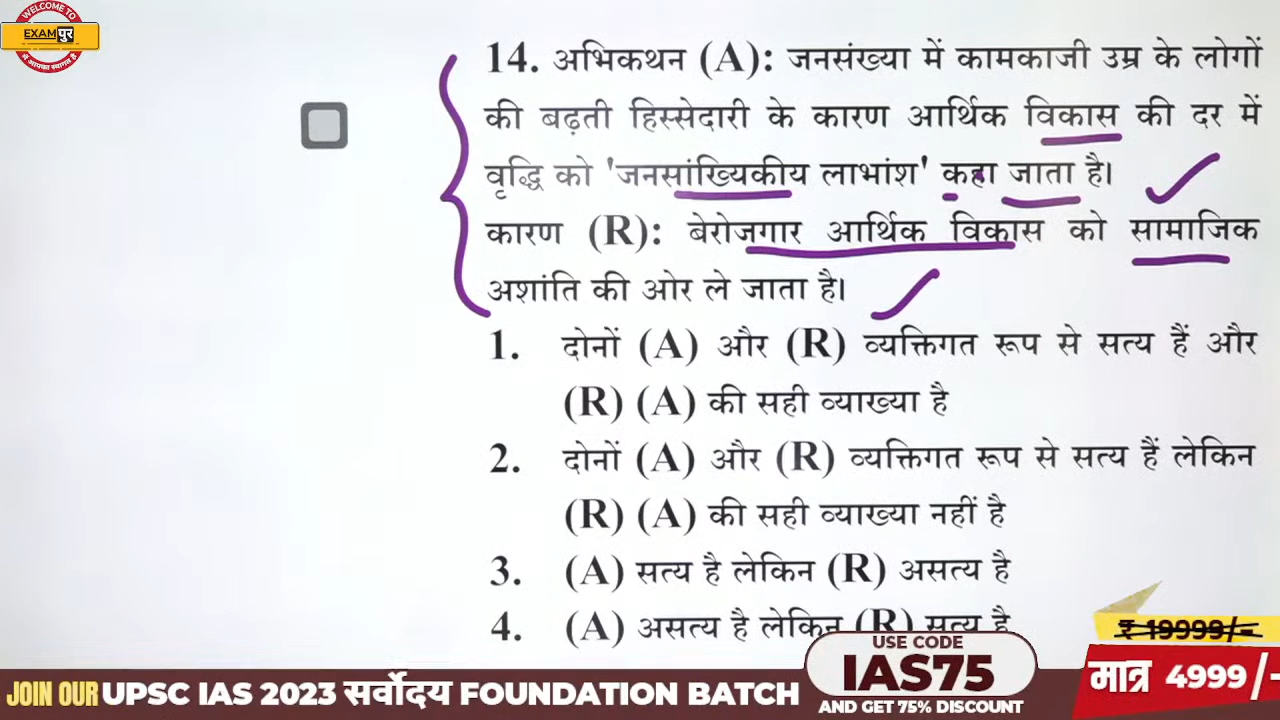 WELCOME TO
EXAMपुर
में आपका स्वागत है
14. अभिकथन (A): जनसंख्या में कामकाजी उम्र के लोगों
की बढ़ती हिस्सेदारी के कारण आर्थिक विकास की दर में
वृद्धि को 'जनसांख्यिकीय लाभांश' कहा जाता है।
कारण (R): बेरोजगार आर्थिक विकास को सामाजिक
अशांति की ओर ले जाता है।
1. दोनों (A) और (R) व्यक्तिगत रूप से सत्य हैं और
(R) (A) की सही व्याख्या है
2. दोनों (A) और (R) व्यक्तिगत रूप से सत्य हैं लेकिन
(R) (A) की सही व्याख्या नहीं है
3. (A) सत्य है लेकिन (R) असत्य है
4. (A) असत्य है लेकिन (R) सत्य है
₹ 19999/-
USE CODE
IAS75
AND GET 75% DISCOUNT
मात्र 4999/-
JOIN OUR UPSC IAS 2023 सर्वोदय FOUNDATION BATCH